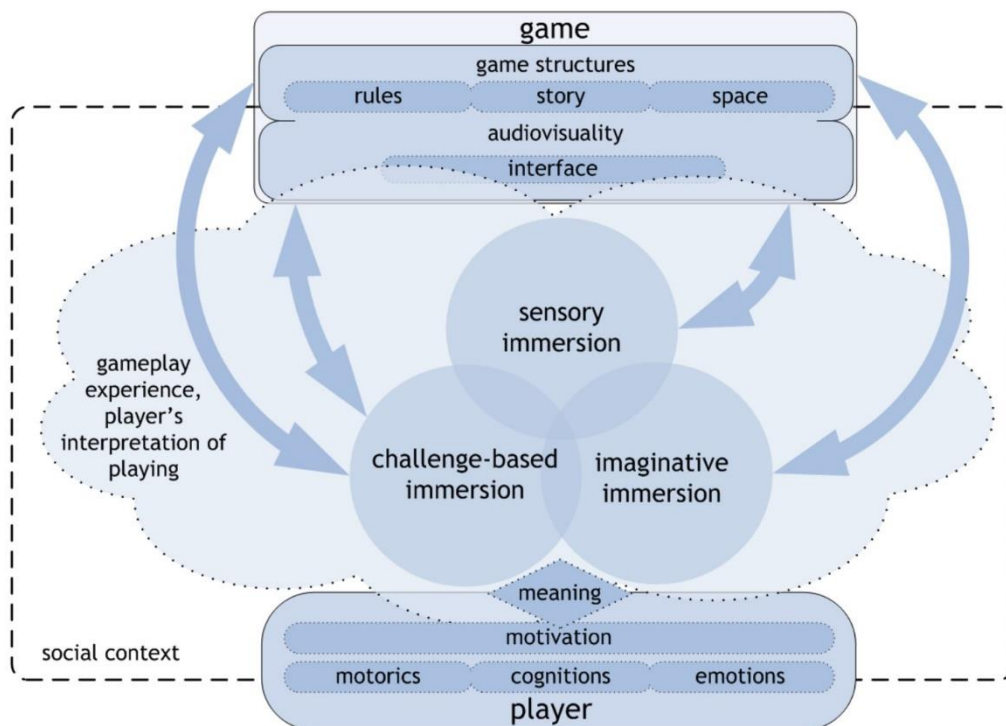 game
game structures
rules story space
audiovisuality
interface
sensory
immersion
gameplay
experience,
player's
interpretation of
playing
challenge-based
immersion
imaginative
immersion
meaning
motivation
social context
motorics cognitions emotions
player